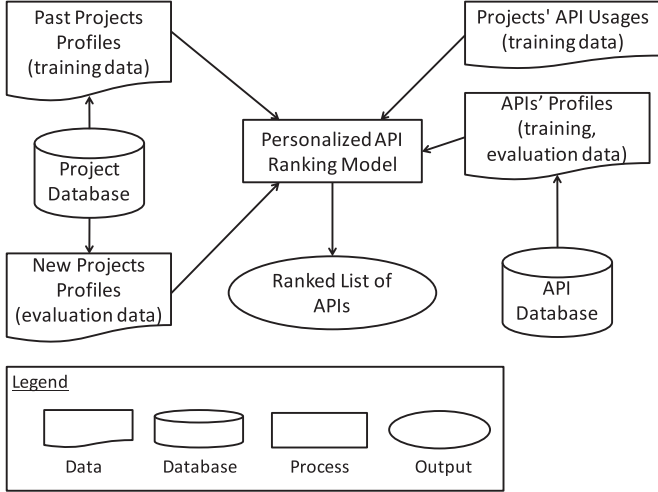 Past Projects
Profiles
(training data)
Projects' API Usages
(training data)
APIs’ Profiles
(training,
evaluation data)
Personalized API
Ranking Model
Project
Database
New Projects
Profiles
(evaluation data)
Ranked List of
APIs
API
Database
Legend
Data
Database
Process
Output